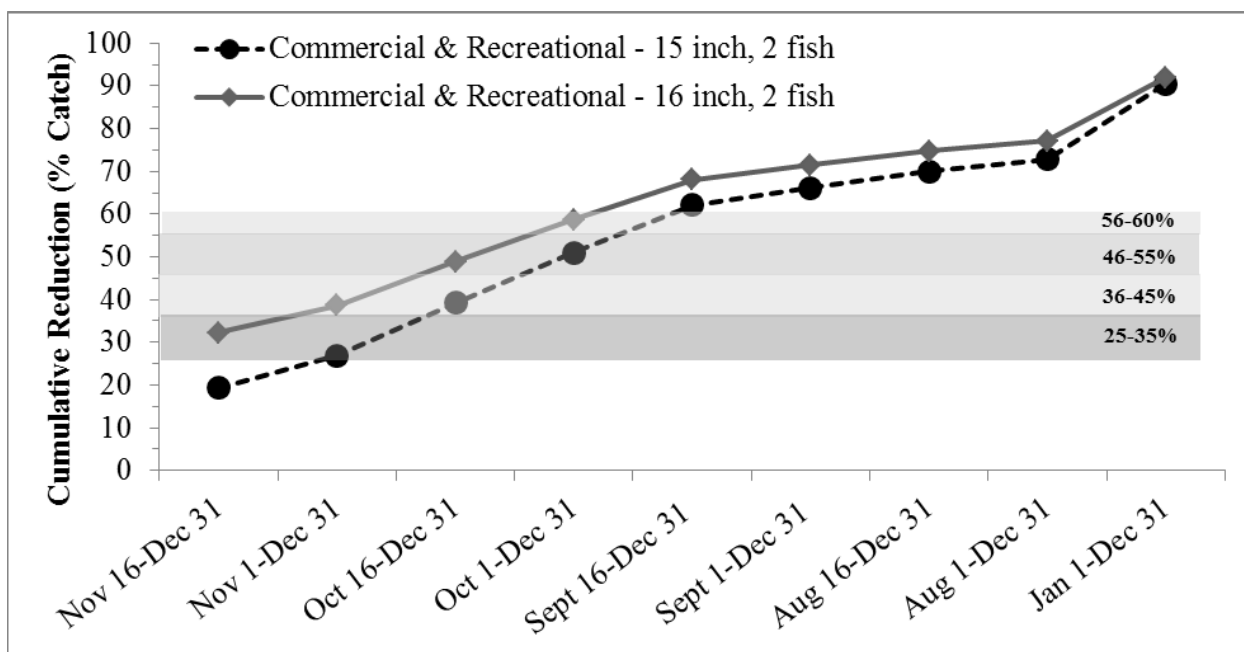 Cumulative Reduction (% Catch)
100
90
80
70
60
50
40
30
20
10
0
Commercial & Recreational - 15 inch, 2 fish
Commercial & Recreational - 16 inch, 2 fish
56-60%
46-55%
36-45%
25-35%
Nov 16-Dec 31
Nov 1-Dec 31
Oct 16-Dec 31
Oct 1-Dec 31
Sept 16-Dec 31
Sept 1-Dec 31
Aug 16-Dec 31
Aug 1-Dec 31
Jan 1-Dec 31